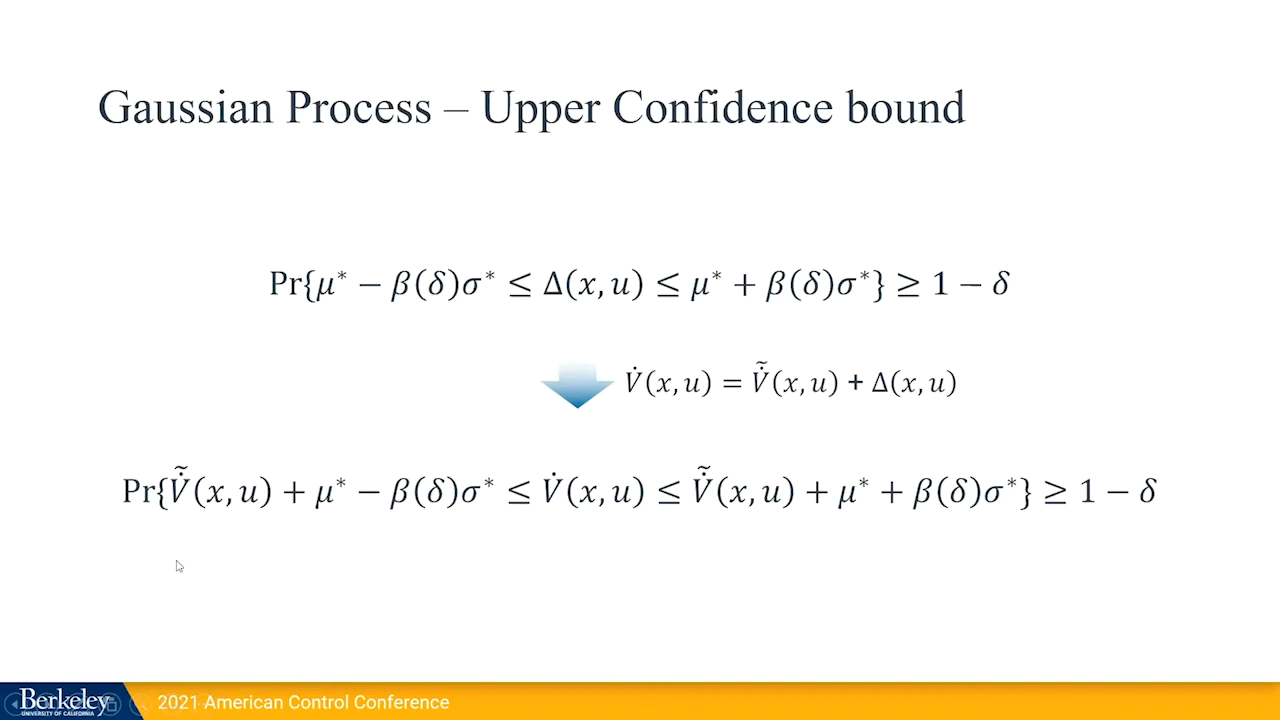 Gaussian Process – Upper Confidence bound
Pr{μ* − β(δ)σ* ≤ Δ(x, u) ≤ μ* + β(δ)σ*} ≥ 1 − δ
V̇(x, u) = Ṽ̇(x, u) + Δ(x, u)
Pr{Ṽ̇(x, u) + μ* − β(δ)σ* ≤ V̇(x, u) ≤ Ṽ̇(x, u) + μ* + β(δ)σ*} ≥ 1 − δ
Berkeley
UNIVERSITY OF CALIFORNIA
2021 American Control Conference